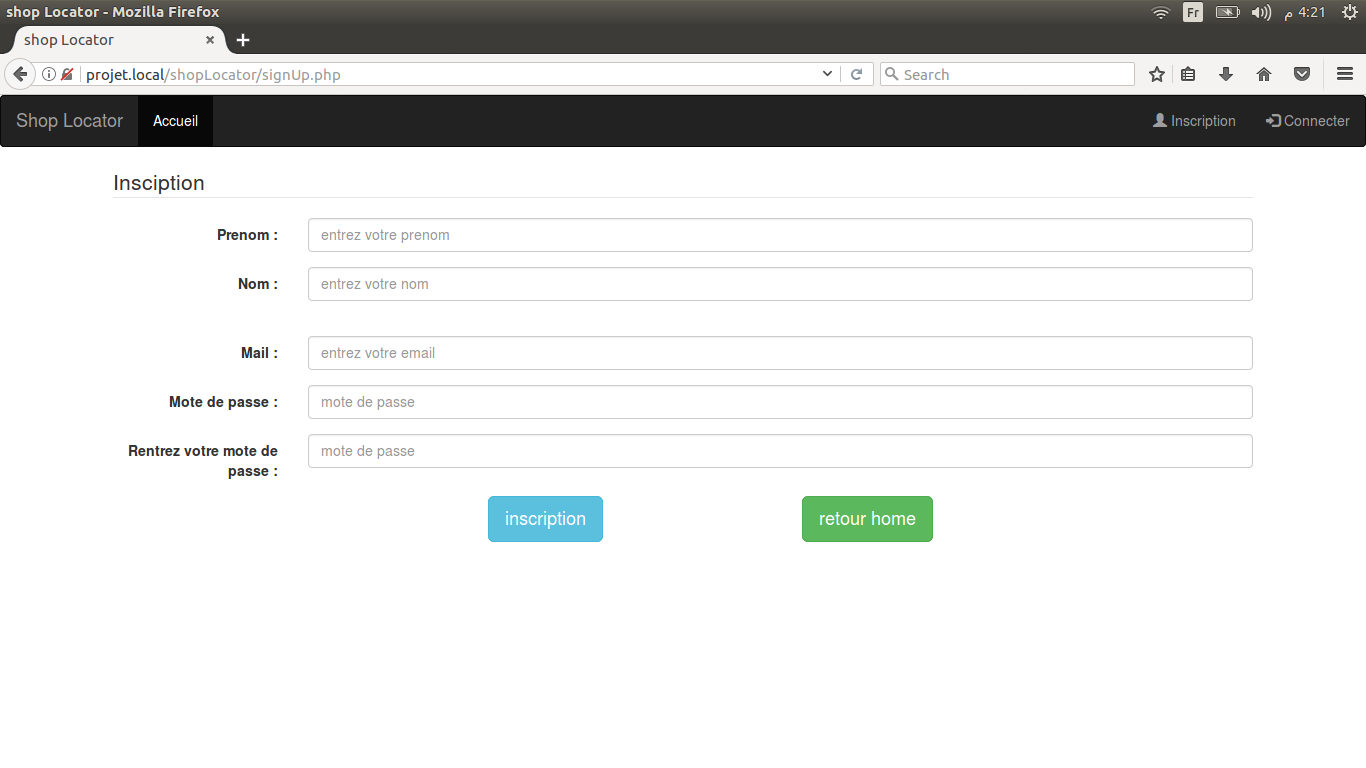 shop Locator - Mozilla Firefox
Fr
م 4:21
shop Locator
projet.local/shopLocator/signUp.php
Search
Shop Locator
Accueil
Inscription
Connecter
Insciption
Prenom :
entrez votre prenom
Nom :
entrez votre nom
Mail :
entrez votre email
Mote de passe :
mote de passe
Rentrez votre mote de
passe :
mote de passe
inscription
retour home